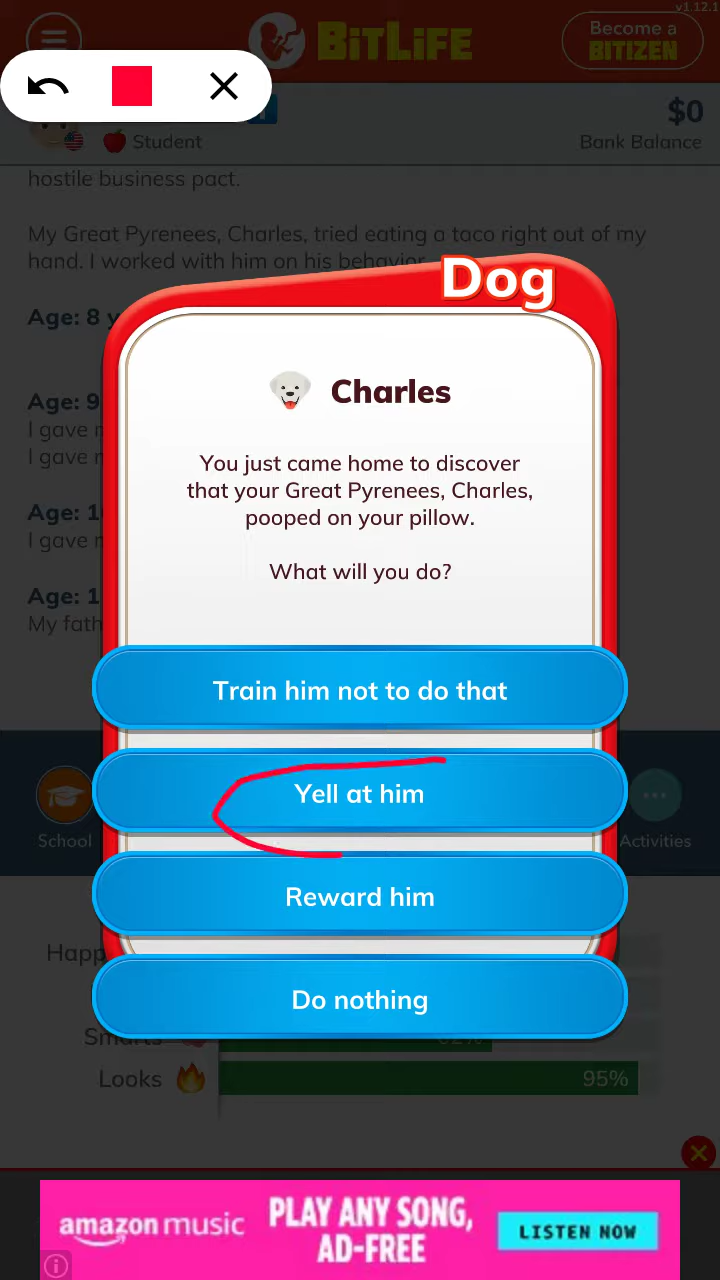 v1.12.1
BitLife
Become a
BITIZEN
$0
Student
Bank Balance
hostile business pact.
My Great Pyrenees, Charles, tried eating a taco right out of my
hand. I worked with him on his behavior.
Dog
Age: 8 y
Charles
Age: 9
I gave
I gave
You just came home to discover
that your Great Pyrenees, Charles,
pooped on your pillow.
What will you do?
Age: 1
I gave
Age: 1
My fath
Train him not to do that
Yell at him
School
Activities
Reward him
Happ
Do nothing
Smarts
Looks
95%
amazon music
PLAY ANY SONG,
AD-FREE
LISTEN NOW